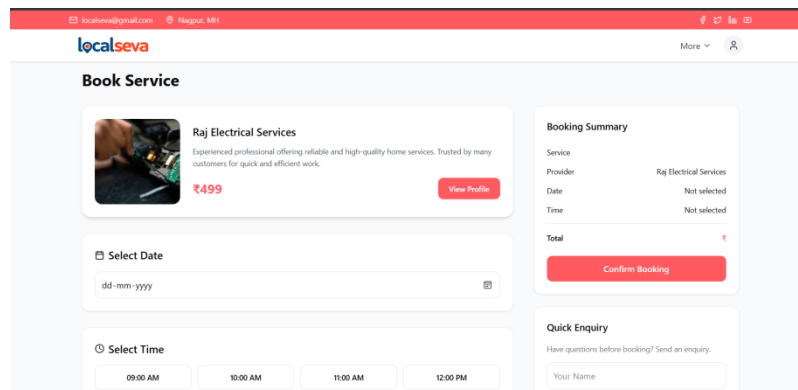 localseva@gmail.com Nagpur, MH
localseva
More
Book Service
Raj Electrical Services
Experienced professional offering reliable and high-quality home services. Trusted by many
customers for quick and efficient work.
₹499
View Profile
Select Date
dd-mm-yyyy
Select Time
09:00 AM 10:00 AM 11:00 AM 12:00 PM
Booking Summary
Service
Provider Raj Electrical Services
Date Not selected
Time Not selected
Total ₹
Confirm Booking
Quick Enquiry
Have questions before booking? Send an enquiry.
Your Name